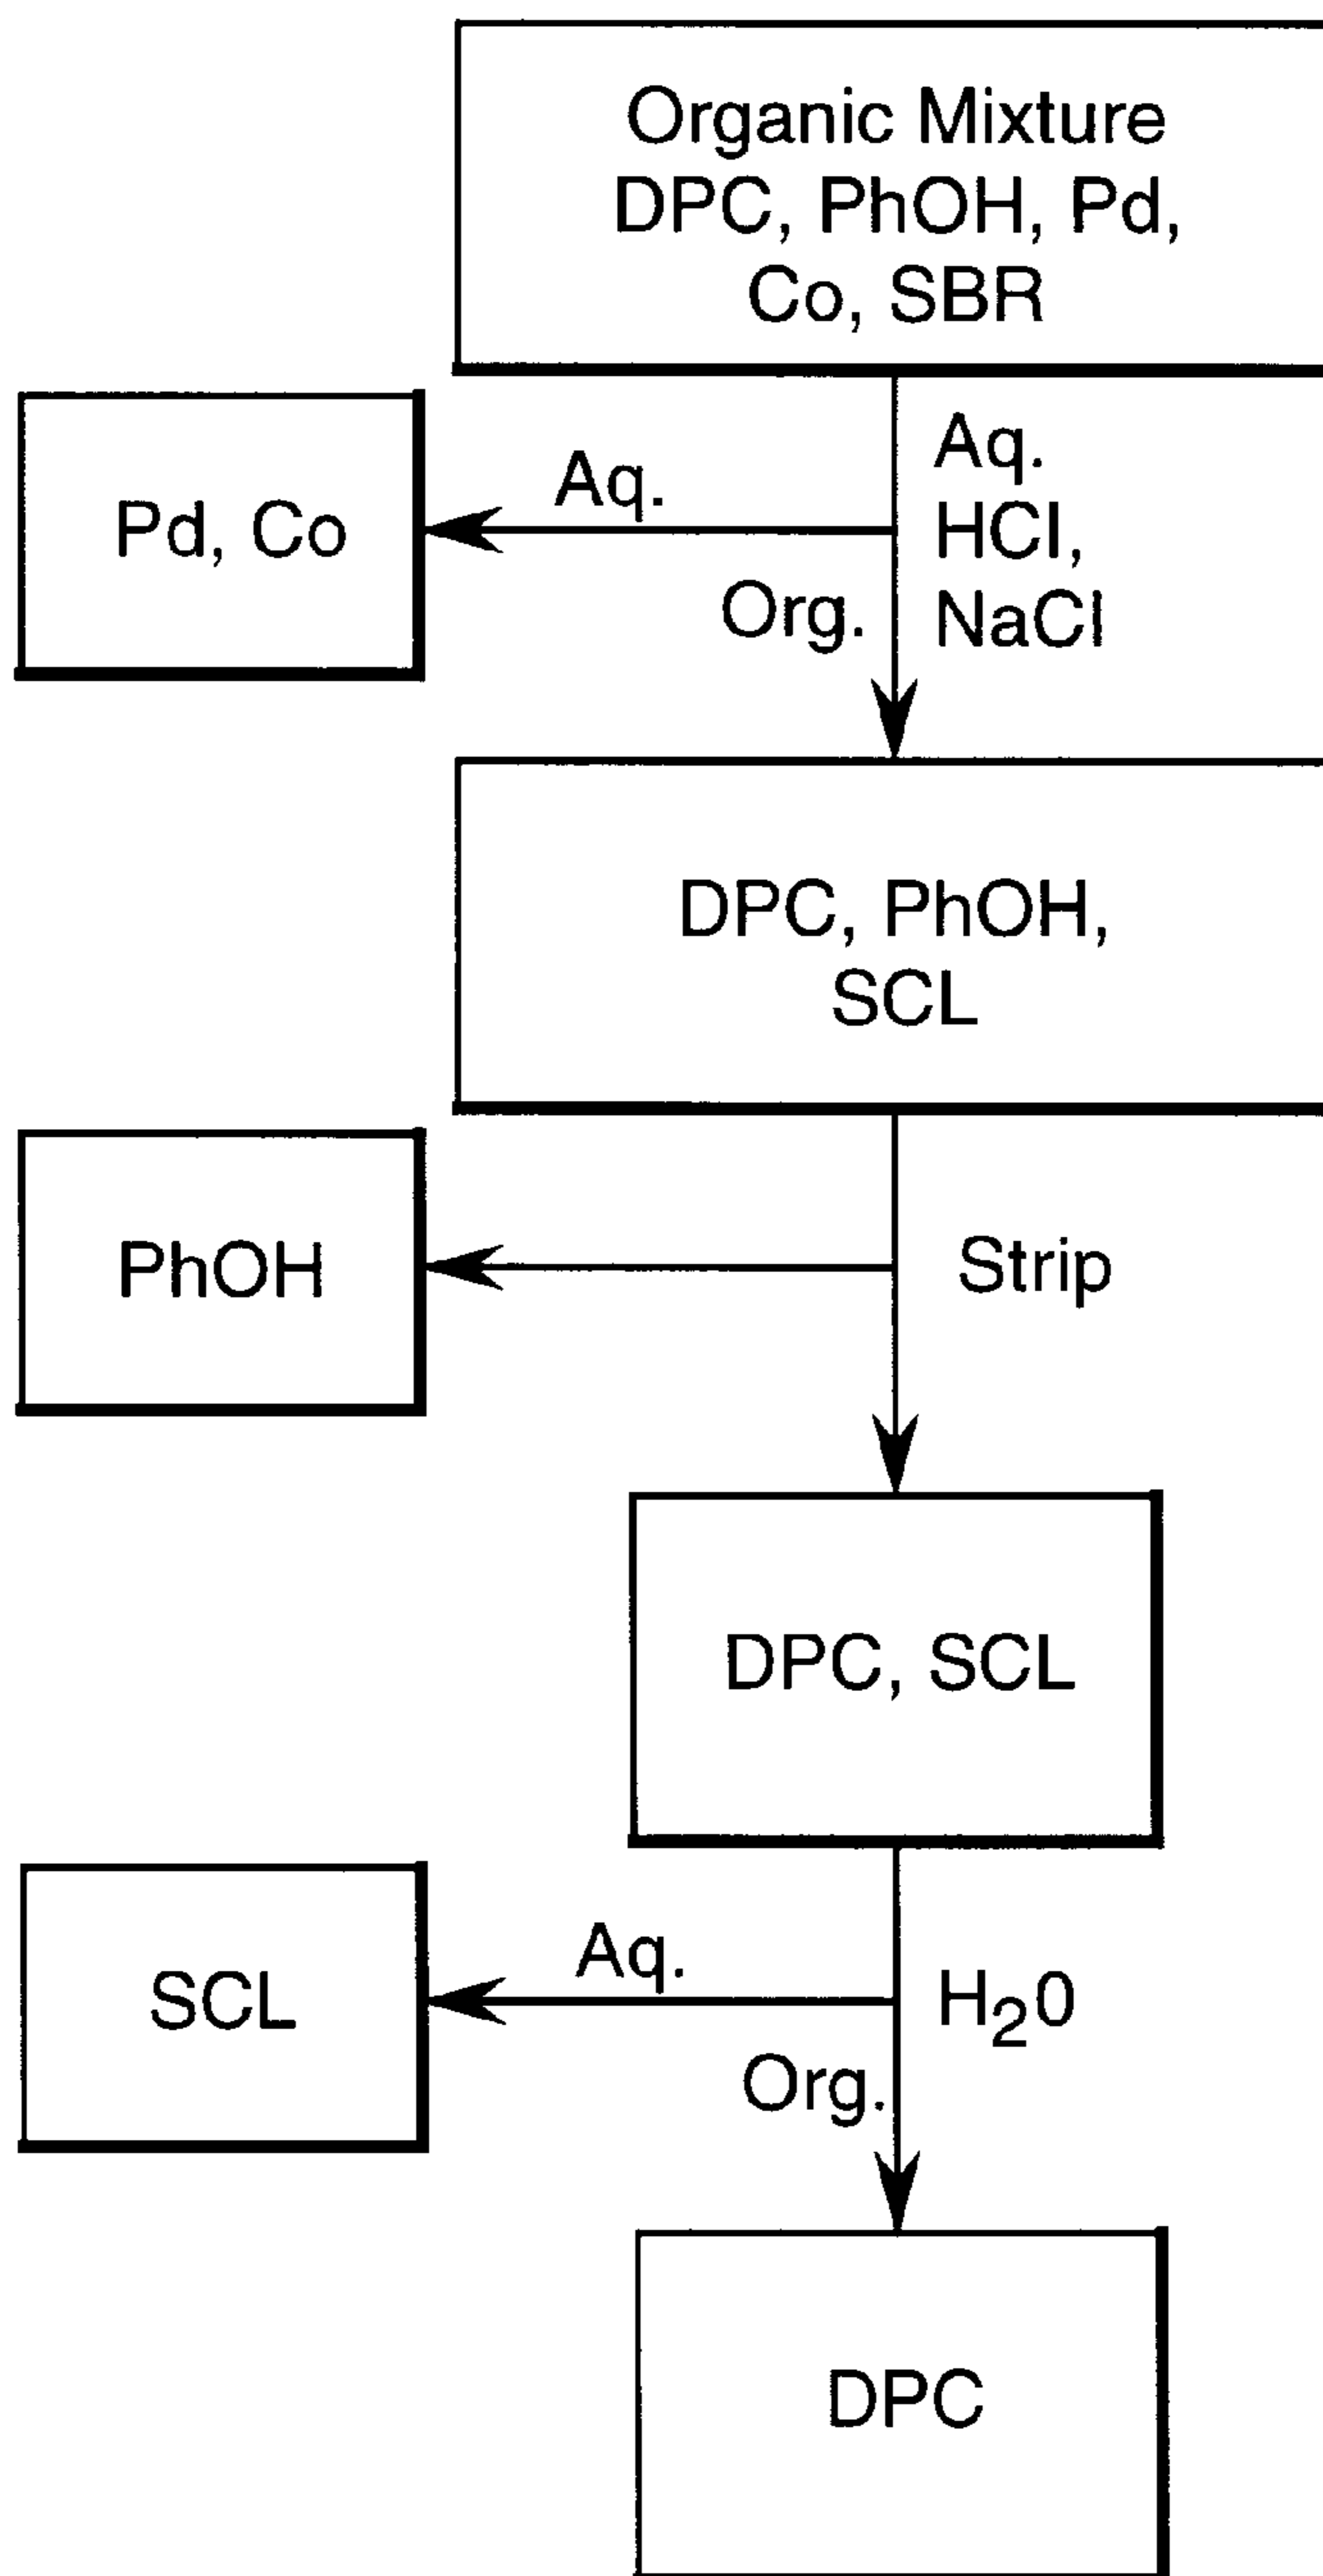 Organic Mixture
DPC, PhOH, Pd,
Co, SBR
Aq.
HCl,
NaCl
Aq.
Org.
Pd, Co
DPC, PhOH,
SCL
Strip
PhOH
DPC, SCL
Aq.
H₂0
Org.
SCL
DPC